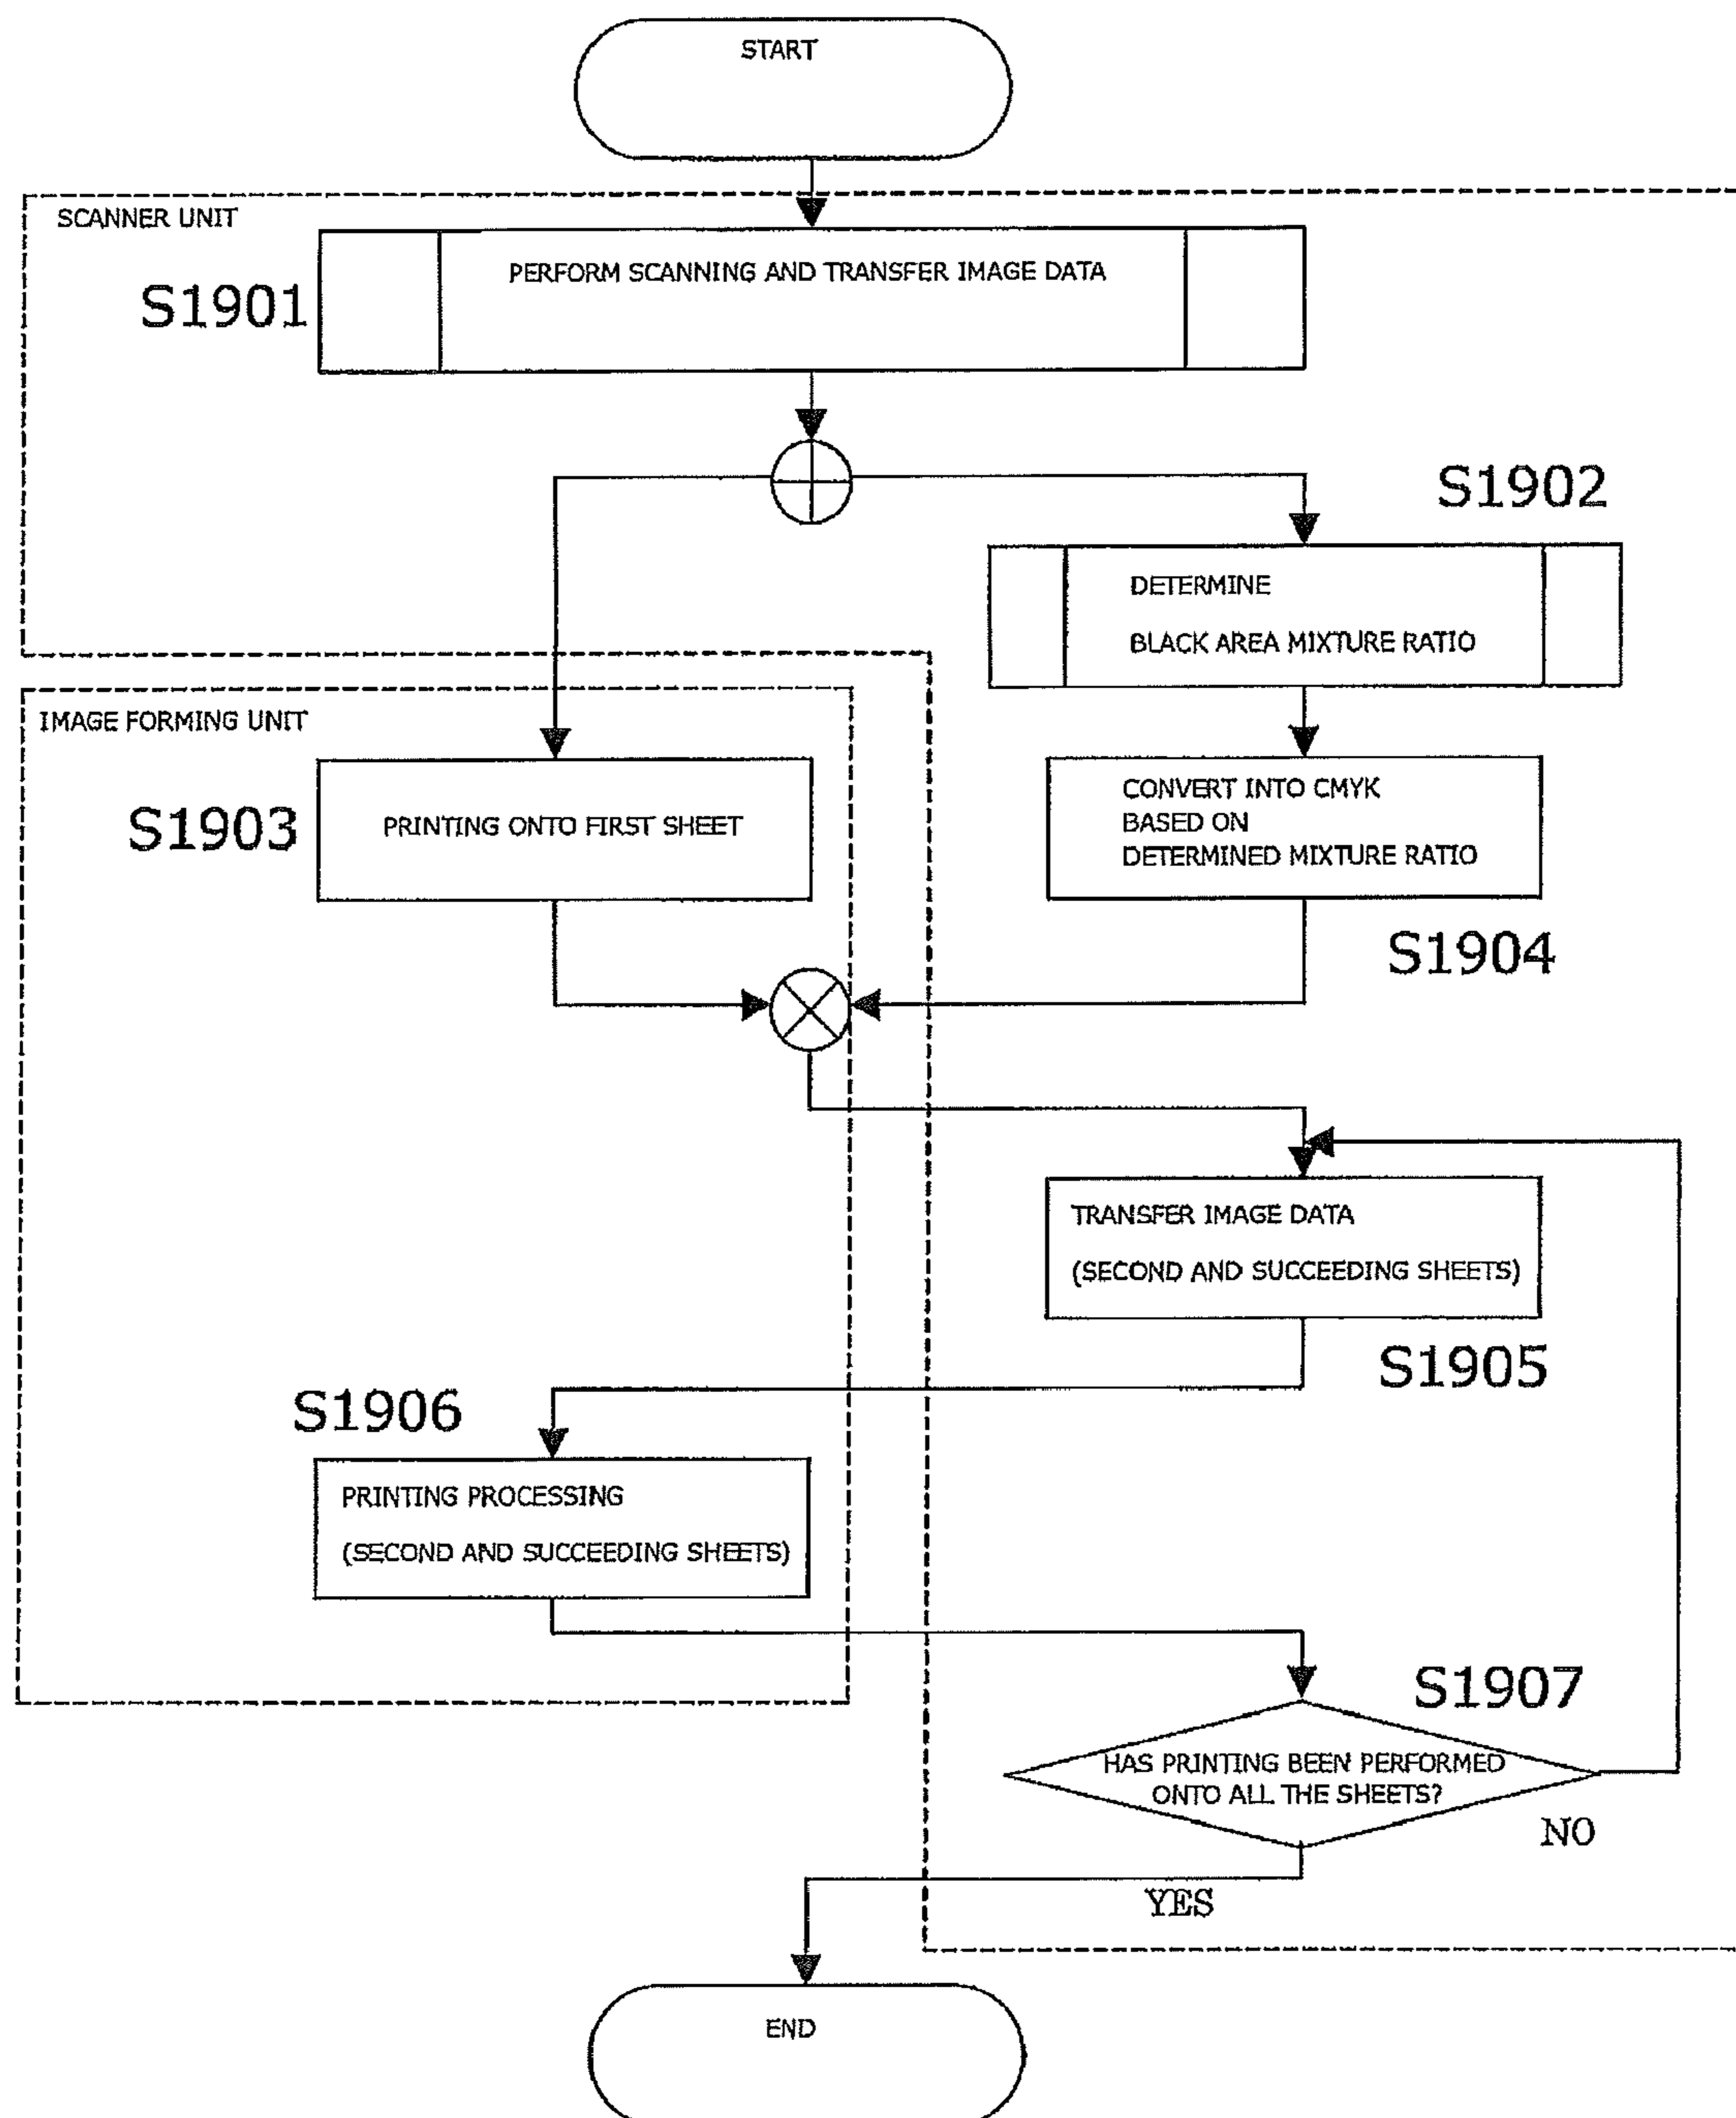 START
SCANNER UNIT
S1901
PERFORM SCANNING AND TRANSFER IMAGE DATA
S1902
DETERMINE
BLACK AREA MIXTURE RATIO
IMAGE FORMING UNIT
S1903
PRINTING ONTO FIRST SHEET
CONVERT INTO CMYK
BASED ON
DETERMINED MIXTURE RATIO
S1904
TRANSFER IMAGE DATA
(SECOND AND SUCCEEDING SHEETS)
S1905
S1906
PRINTING PROCESSING
(SECOND AND SUCCEEDING SHEETS)
S1907
HAS PRINTING BEEN PERFORMED
ONTO ALL THE SHEETS?
NO
YES
END